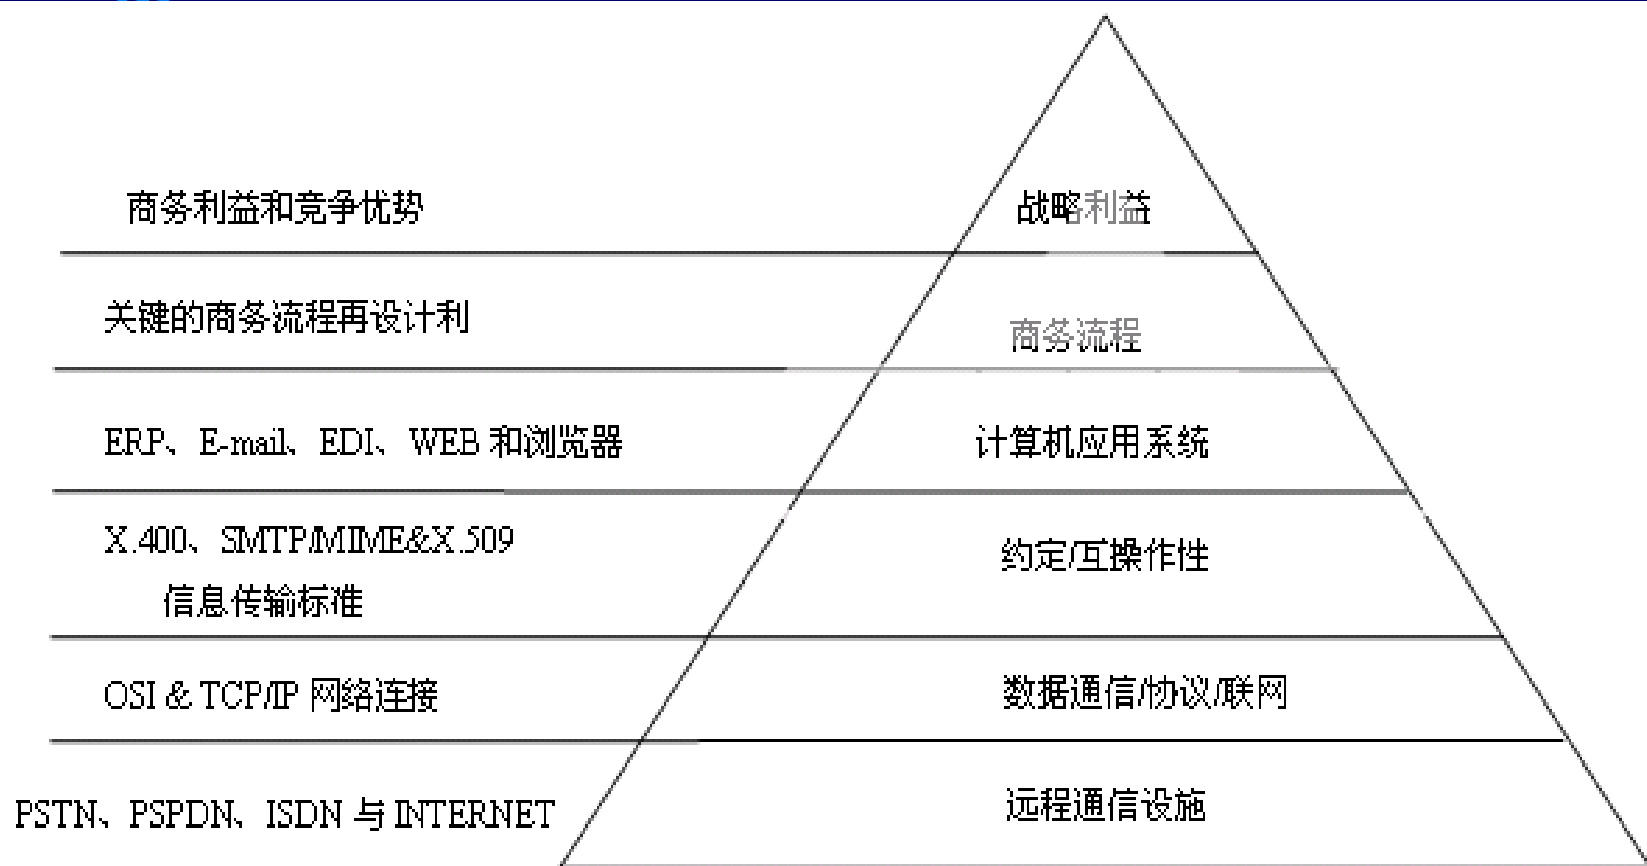 商务利益和竞争优势
战略利益
关键的商务流程再设计利
商务流程
ERP、E-mail、EDI、WEB 和浏览器
计算机应用系统
X.400、SMTP/MIME&X.509
信息传输标准
约定/互操作性
OSI & TCP/IP 网络连接
数据通信/协议/联网
PSTN、PSPDN、ISDN 与 INTERNET
远程通信设施